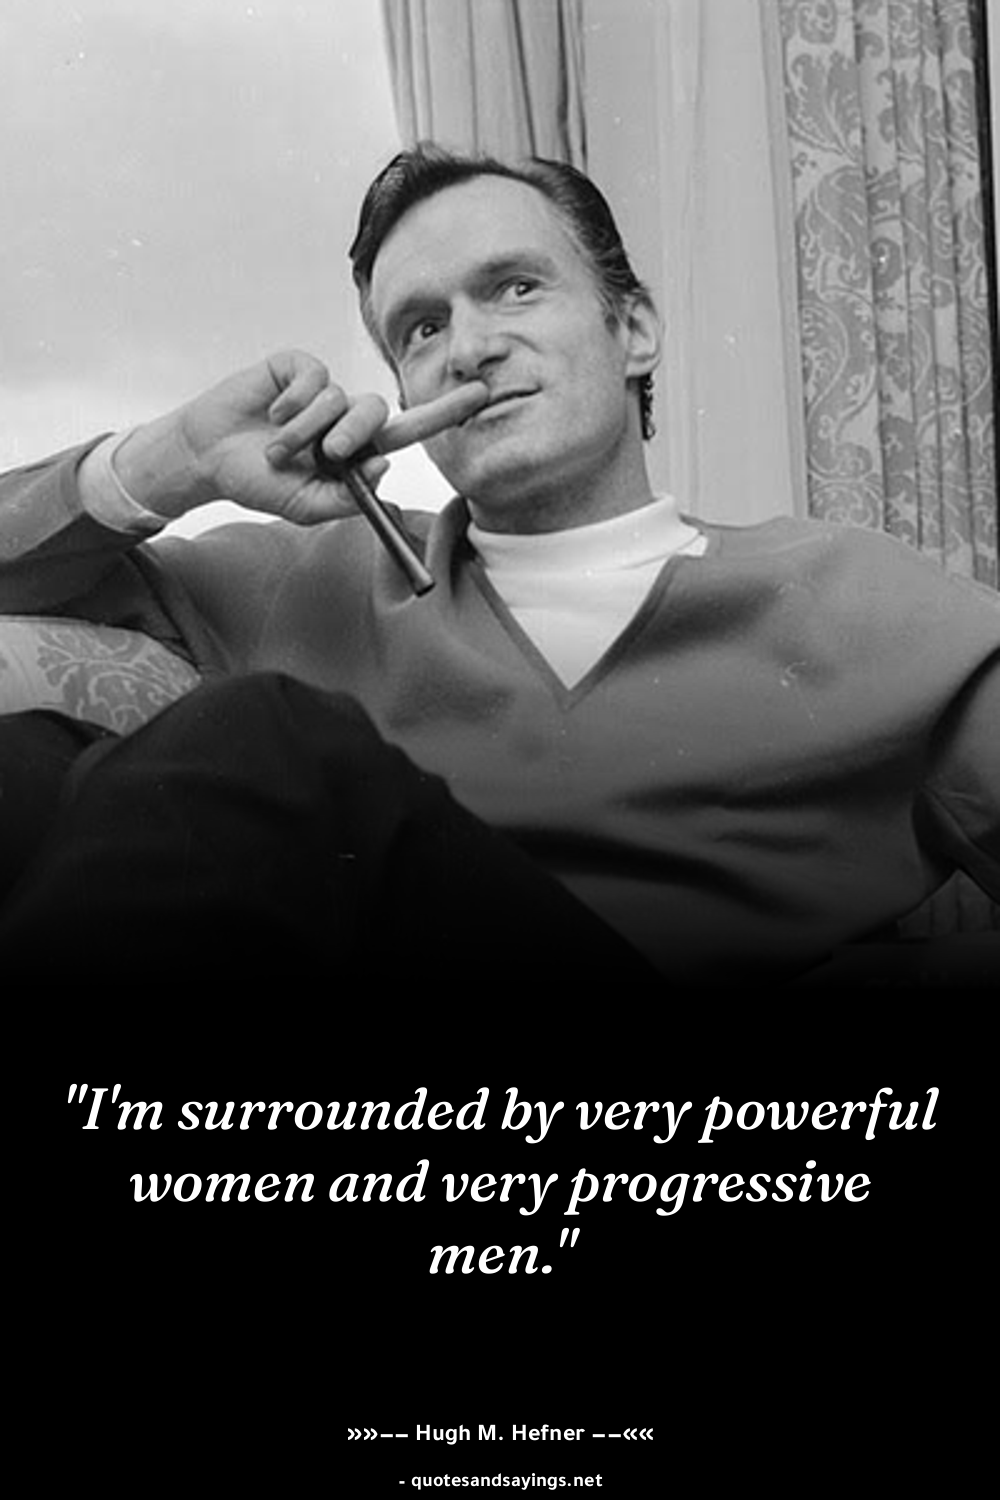 "I'm surrounded by very powerful
women and very progressive
men."
»»–– Hugh M. Hefner ––««
- quotesandsayings.net